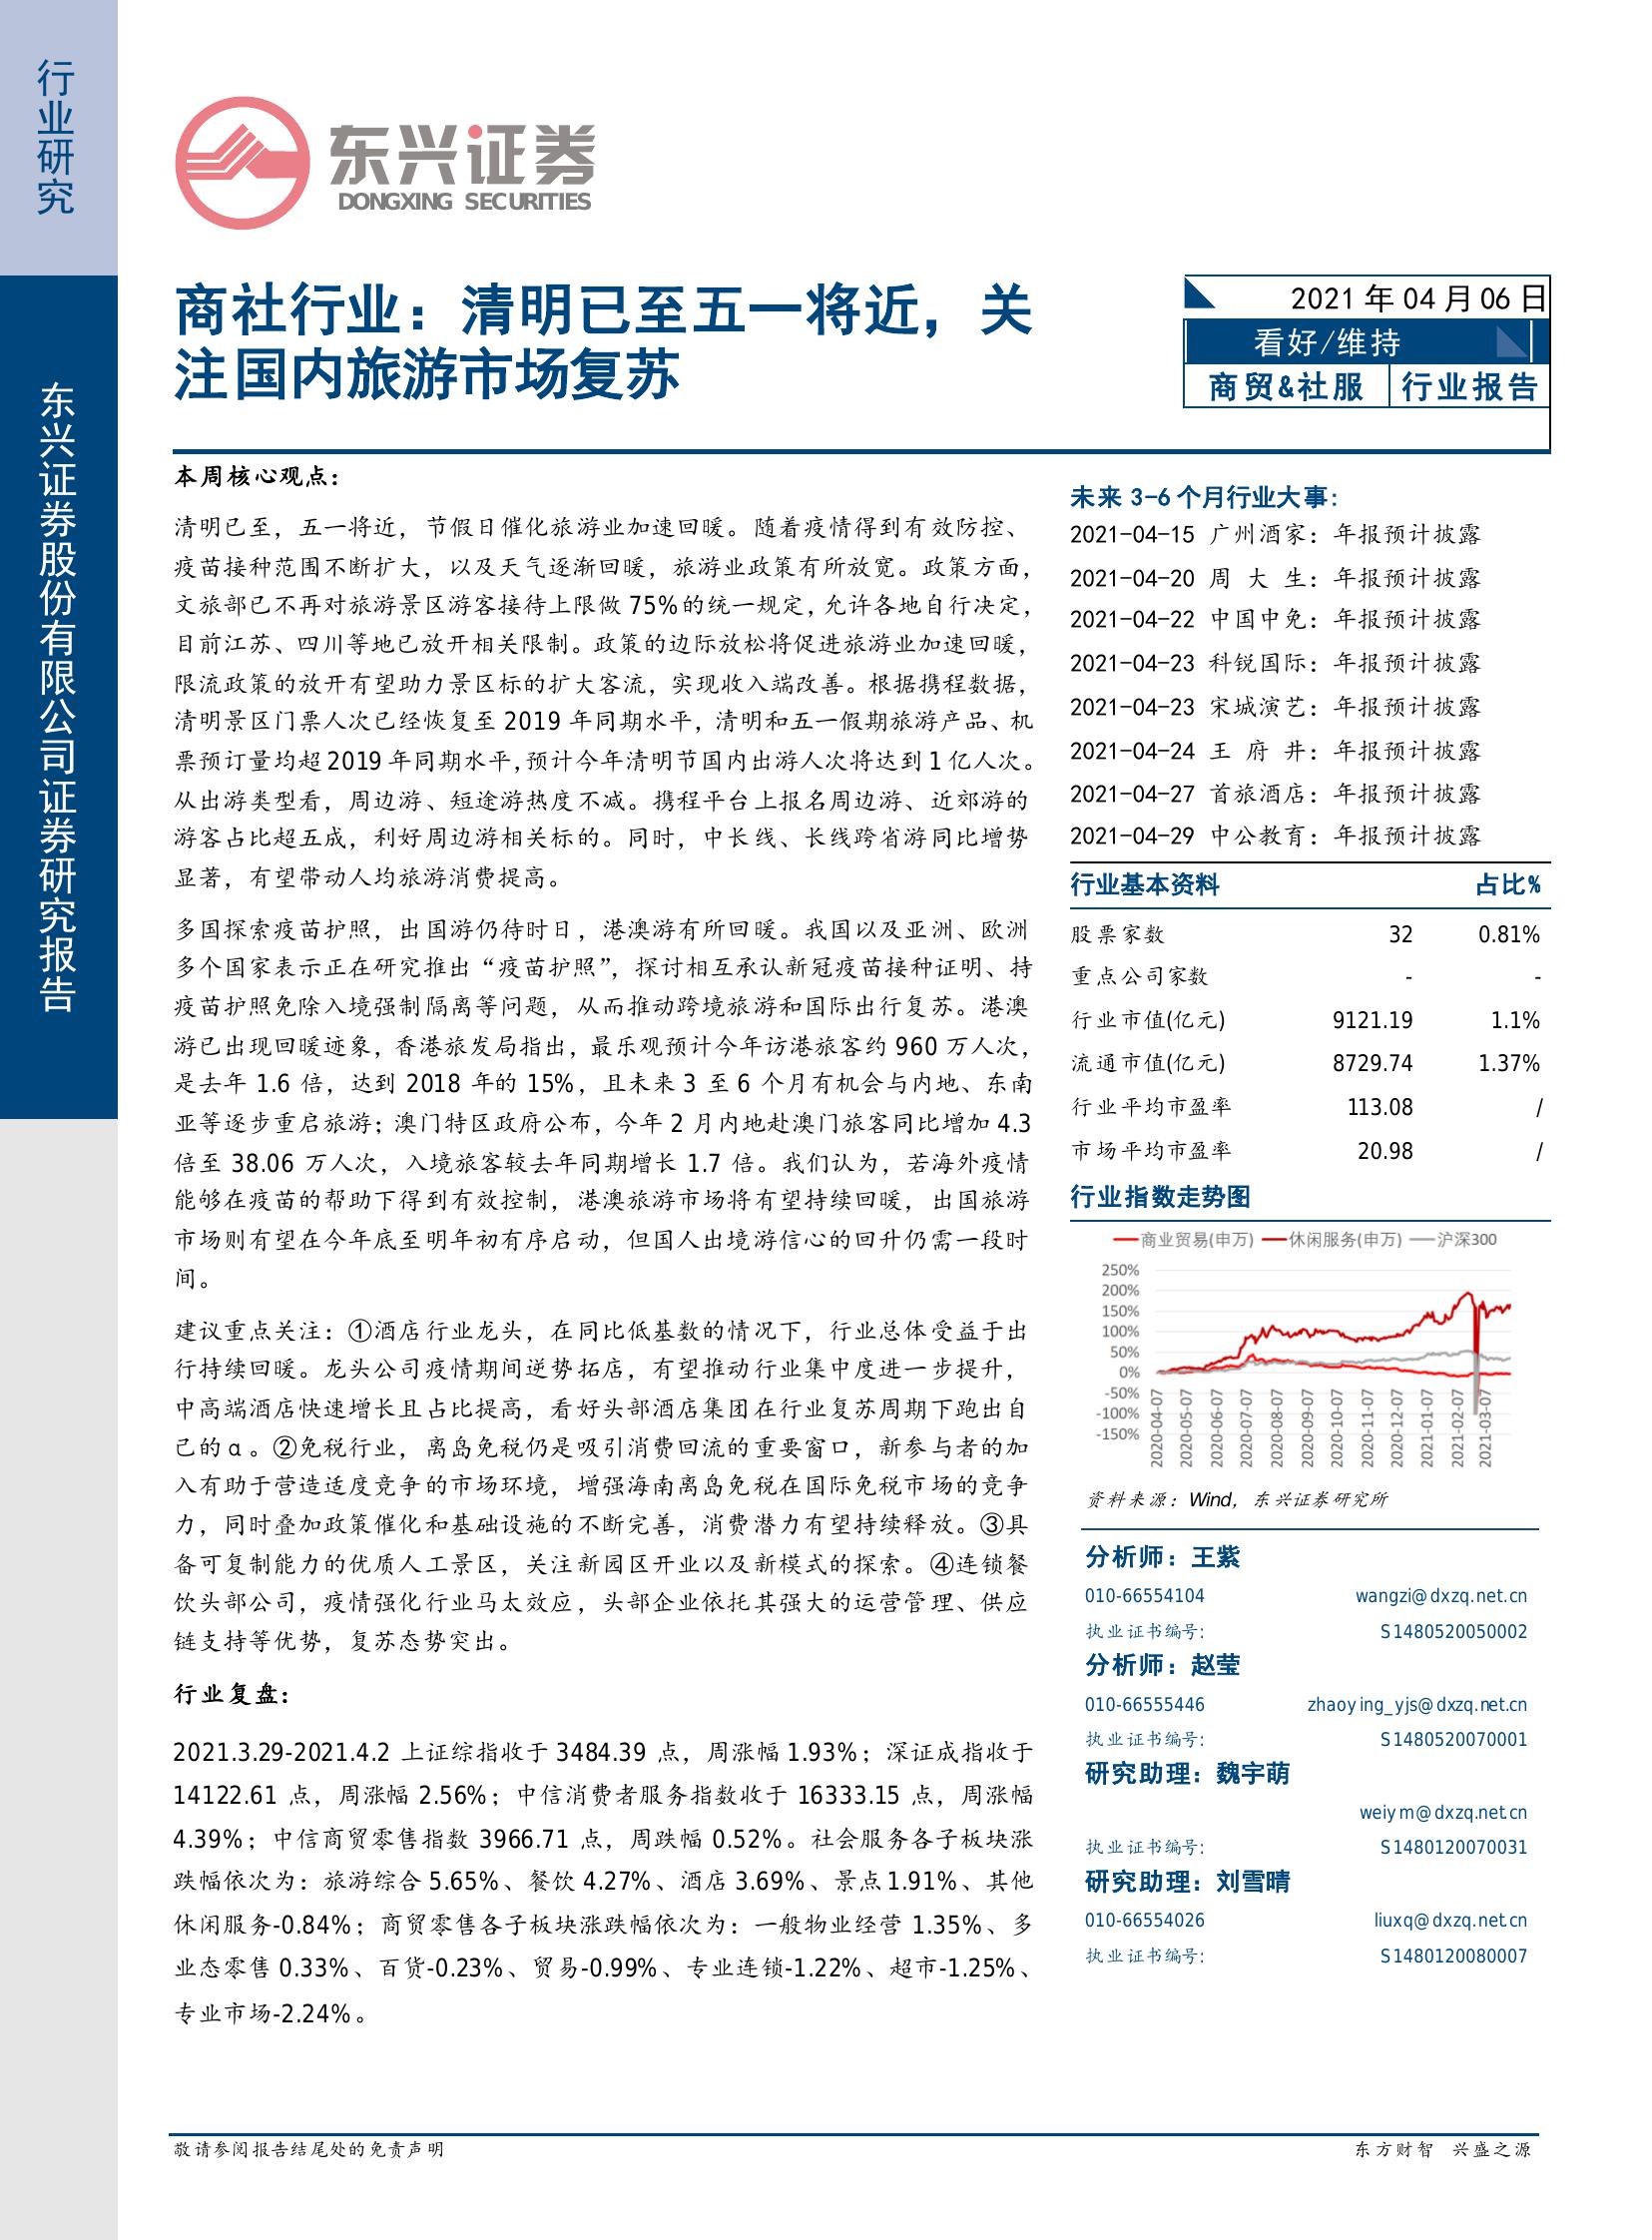 行业研究
东兴证券股份有限公司证券研究报告
东兴证券
DONGXING SECURITIES
商社行业：清明已至五一将近，关
注国内旅游市场复苏
2021 年 04 月 06 日
看好/维持
商贸&社服 行业报告
本周核心观点：
清明已至，五一将近，节假日催化旅游业加速回暖。随着疫情得到有效防控、
疫苗接种范围不断扩大，以及天气逐渐回暖，旅游业政策有所放宽。政策方面，
文旅部已不再对旅游景区游客接待上限做 75%的统一规定，允许各地自行决定，
目前江苏、四川等地已放开相关限制。政策的边际放松将促进旅游业加速回暖，
限流政策的放开有望助力景区标的扩大客流，实现收入端改善。根据携程数据，
清明景区门票人次已经恢复至 2019 年同期水平，清明和五一假期旅游产品、机
票预订量均超 2019 年同期水平，预计今年清明节国内出游人次将达到 1 亿人次。
从出游类型看，周边游、短途游热度不减。携程平台上报名周边游、近郊游的
游客占比超五成，利好周边游相关标的。同时，中长线、长线跨省游同比增势
显著，有望带动人均旅游消费提高。
多国探索疫苗护照，出国游仍待时日，港澳游有所回暖。我国以及亚洲、欧洲
多个国家表示正在研究推出“疫苗护照”，探讨相互承认新冠疫苗接种证明、持
疫苗护照免除入境强制隔离等问题，从而推动跨境旅游和国际出行复苏。港澳
游已出现回暖迹象，香港旅发局指出，最乐观预计今年访港旅客约 960 万人次，
是去年 1.6 倍，达到 2018 年的 15%，且未来 3 至 6 个月有机会与内地、东南
亚等逐步重启旅游；澳门特区政府公布，今年 2 月内地赴澳门旅客同比增加 4.3
倍至 38.06 万人次，入境旅客较去年同期增长 1.7 倍。我们认为，若海外疫情
能够在疫苗的帮助下得到有效控制，港澳旅游市场将有望持续回暖，出国旅游
市场则有望在今年底至明年初有序启动，但国人出境游信心的回升仍需一段时
间。
建议重点关注：①酒店行业龙头，在同比低基数的情况下，行业总体受益于出
行持续回暖。龙头公司疫情期间逆势拓店，有望推动行业集中度进一步提升，
中高端酒店快速增长且占比提高，看好头部酒店集团在行业复苏周期下跑出自
己的α。②免税行业，离岛免税仍是吸引消费回流的重要窗口，新参与者的加
入有助于营造适度竞争的市场环境，增强海南离岛免税在国际免税市场的竞争
力，同时叠加政策催化和基础设施的不断完善，消费潜力有望持续释放。③具
备可复制能力的优质人工景区，关注新园区开业以及新模式的探索。④连锁餐
饮头部公司，疫情强化行业马太效应，头部企业依托其强大的运营管理、供应
链支持等优势，复苏态势突出。
行业复盘：
2021.3.29-2021.4.2 上证综指收于 3484.39 点，周涨幅 1.93%；深证成指收于
14122.61 点，周涨幅 2.56%；中信消费者服务指数收于 16333.15 点，周涨幅
4.39%；中信商贸零售指数 3966.71 点，周跌幅 0.52%。社会服务各子板块涨
跌幅依次为：旅游综合 5.65%、餐饮 4.27%、酒店 3.69%、景点 1.91%、其他
休闲服务-0.84%；商贸零售各子板块涨跌幅依次为：一般物业经营 1.35%、多
业态零售 0.33%、百货-0.23%、贸易-0.99%、专业连锁-1.22%、超市-1.25%、
专业市场-2.24%。
未来 3-6 个月行业大事：
2021-04-15 广州酒家：年报预计披露
2021-04-20 周 大 生：年报预计披露
2021-04-22 中国中免：年报预计披露
2021-04-23 科锐国际：年报预计披露
2021-04-23 宋城演艺：年报预计披露
2021-04-24 王 府 井：年报预计披露
2021-04-27 首旅酒店：年报预计披露
2021-04-29 中公教育：年报预计披露
行业基本资料 占比%
股票家数 32 0.81%
重点公司家数 - -
行业市值(亿元) 9121.19 1.1%
流通市值(亿元) 8729.74 1.37%
行业平均市盈率 113.08 /
市场平均市盈率 20.98 /
行业指数走势图
商业贸易(申万) 休闲服务(申万) 沪深300
250%
200%
150%
100%
50%
0%
-50%
-100%
-150%
2020-04-07 2020-05-07 2020-06-07 2020-07-07 2020-08-07 2020-09-07 2020-10-07 2020-11-07 2020-12-07 2021-01-07 2021-02-07 2021-03-07
资料来源：Wind，东兴证券研究所
分析师：王紫
010-66554104 wangzi@dxzq.net.cn
执业证书编号: S1480520050002
分析师：赵莹
010-66555446 zhaoying_yjs@dxzq.net.cn
执业证书编号: S1480520070001
研究助理：魏宇萌
weiym@dxzq.net.cn
执业证书编号: S1480120070031
研究助理：刘雪晴
010-66554026 liuxq@dxzq.net.cn
执业证书编号: S1480120080007
敬请参阅报告结尾处的免责声明
东方财智 兴盛之源